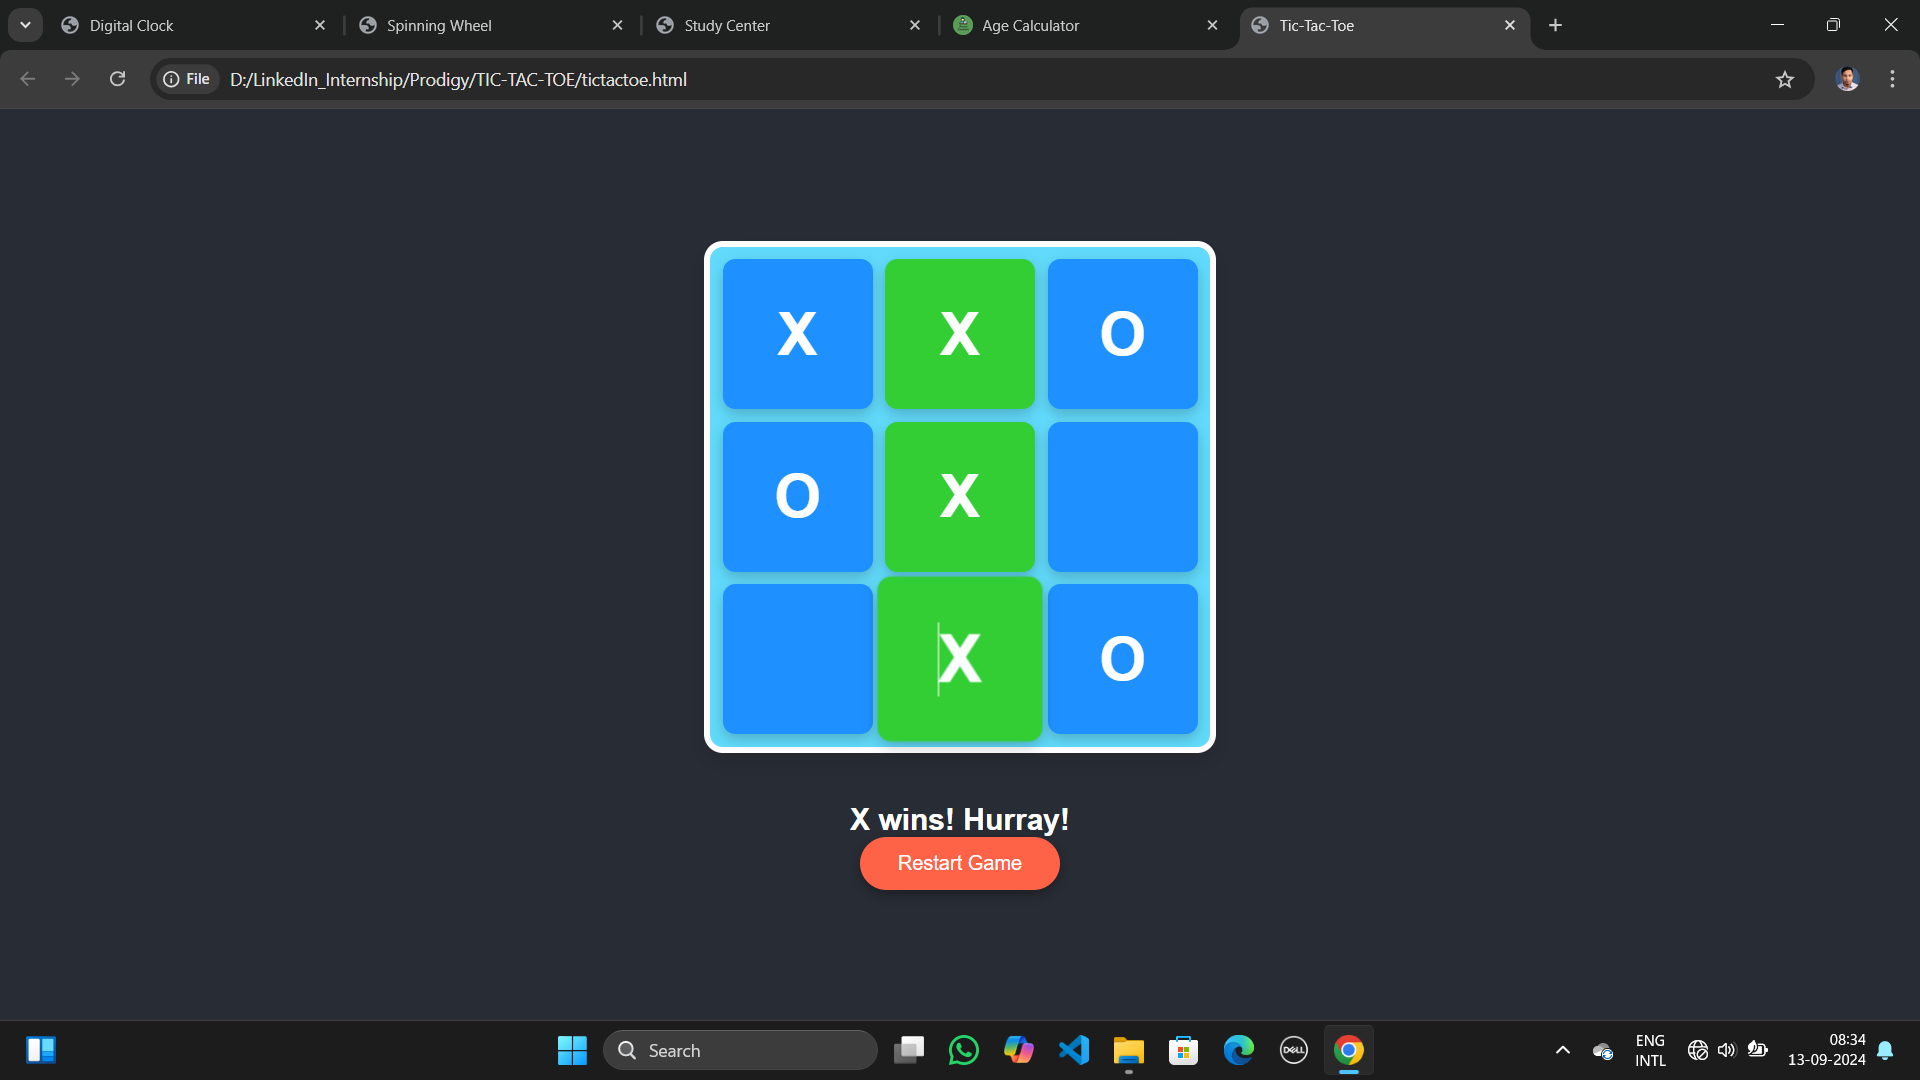 Digital Clock
Spinning Wheel
Study Center
Age Calculator
Tic-Tac-Toe
File D:/LinkedIn_Internship/Prodigy/TIC-TAC-TOE/tictactoe.html
X X O
O X
X O
X wins! Hurray!
Restart Game
Search
DELL
ENG
INTL
08:34
13-09-2024